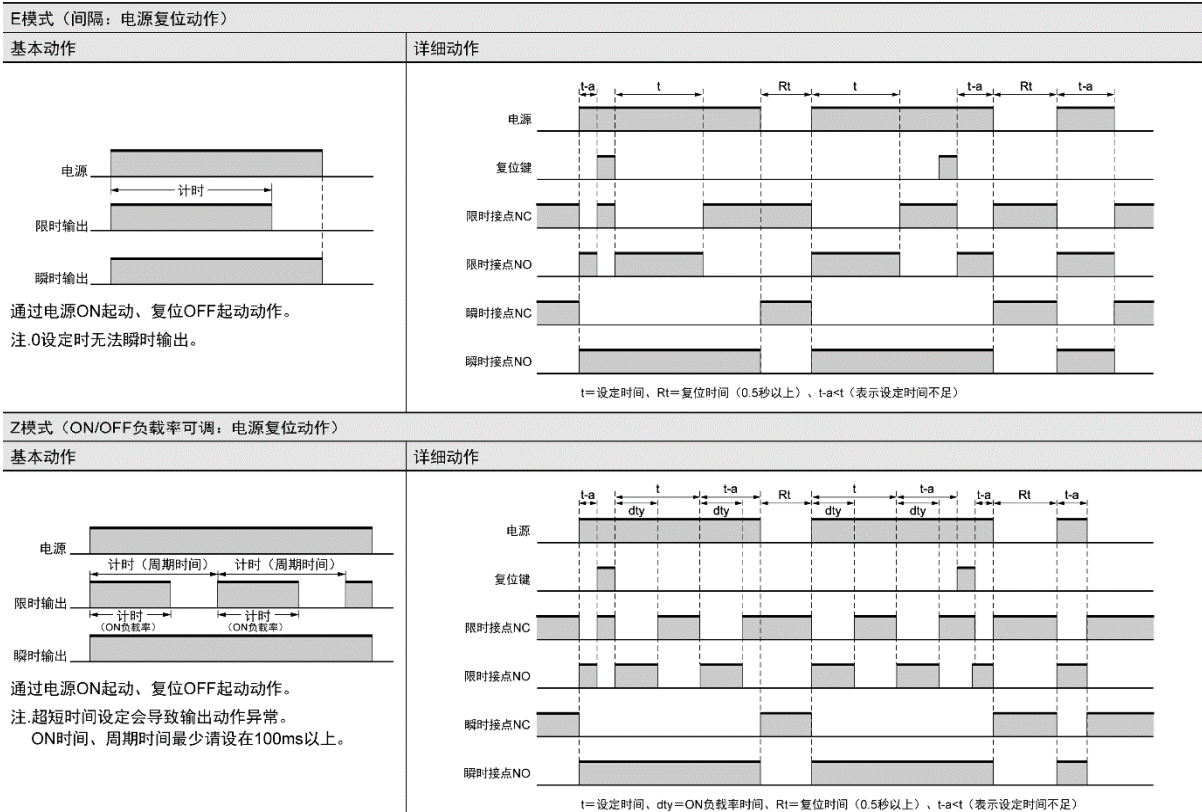 E模式（间隔：电源复位动作）
基本动作
详细动作
电源
计时
限时输出
瞬时输出
通过电源ON起动、复位OFF起动动作。
注.0设定时无法瞬时输出。
t-a t Rt t t-a Rt t-a
电源
复位键
限时接点NC
限时接点NO
瞬时接点NC
瞬时接点NO
t＝设定时间、Rt＝复位时间（0.5秒以上）、t-a<t（表示设定时间不足）
Z模式（ON/OFF负载率可调：电源复位动作）
基本动作
详细动作
电源
计时（周期时间） 计时（周期时间）
限时输出
计时 计时
（ON负载率） （ON负载率）
瞬时输出
通过电源ON起动、复位OFF起动动作。
注.超短时间设定会导致输出动作异常。
ON时间、周期时间最少请设在100ms以上。
t-a t t-a Rt t t-a t-a Rt t-a
dty dty dty dty
电源
复位键
限时接点NC
限时接点NO
瞬时接点NC
瞬时接点NO
t＝设定时间、dty＝ON负载率时间、Rt＝复位时间（0.5秒以上）、t-a<t（表示设定时间不足）